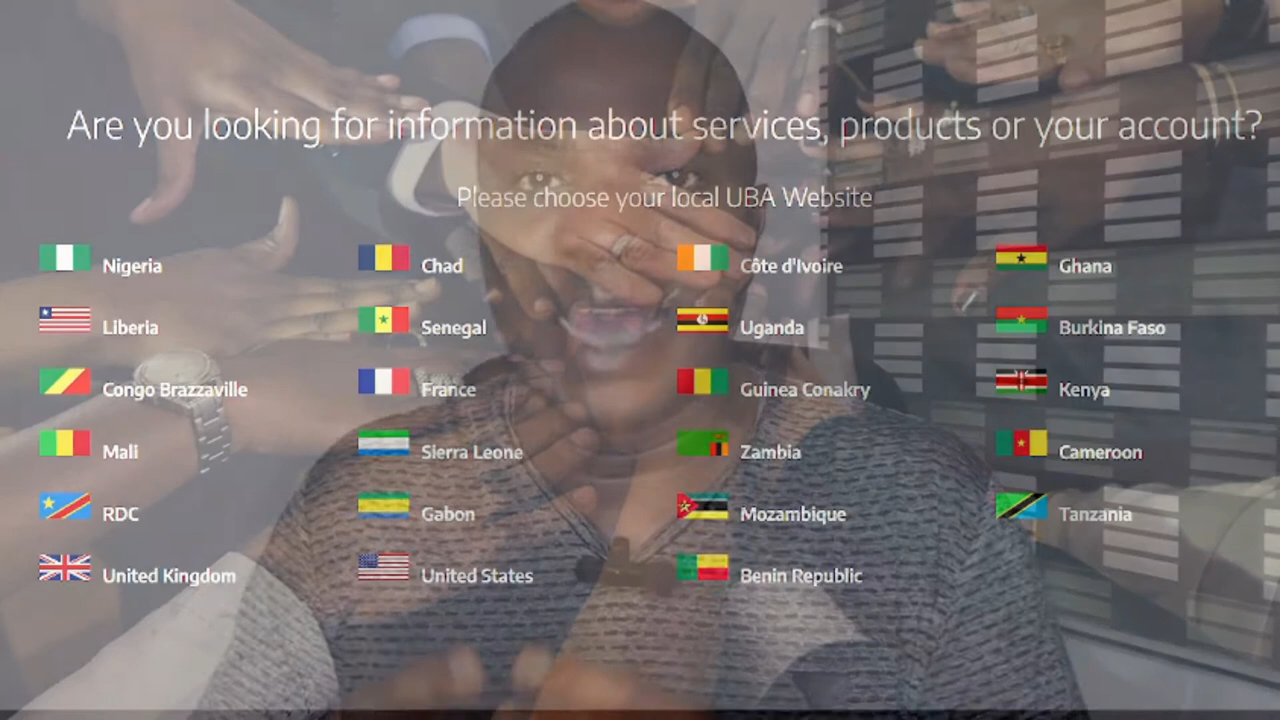 Are you looking for information about services, products or your account?
Please choose your local UBA Website
Nigeria Chad Côte d'Ivoire Ghana
Liberia Senegal Uganda Burkina Faso
Congo Brazzaville France Guinea Conakry Kenya
Mali Sierra Leone Zambia Cameroon
RDC Gabon Mozambique Tanzania
United Kingdom United States Benin Republic